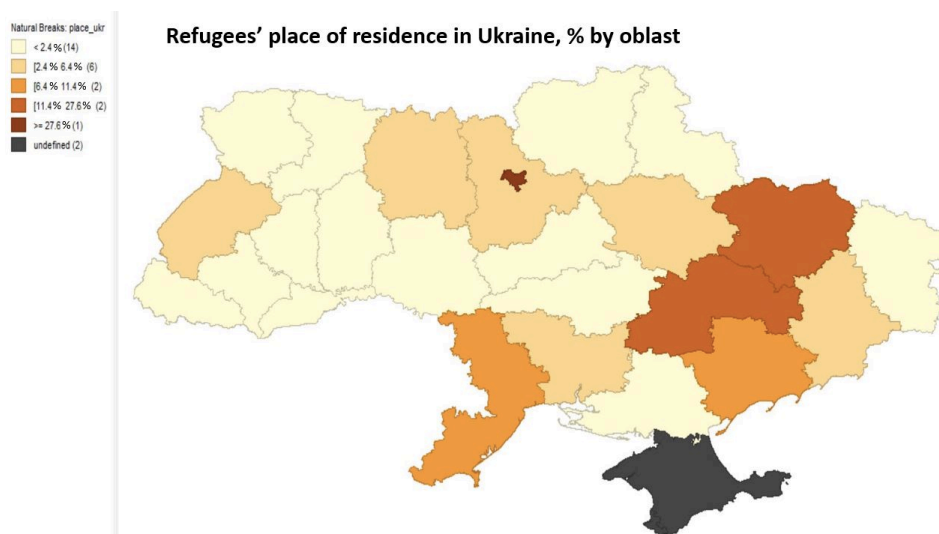 Natural Breaks: place_ukr
< 2.4 % (14)
[2.4 % 6.4 % (6)
[6.4 % 11.4 % (2)
[11.4 % 27.6 % (2)
>= 27.6 % (1)
undefined (2)
Refugees' place of residence in Ukraine, % by oblast